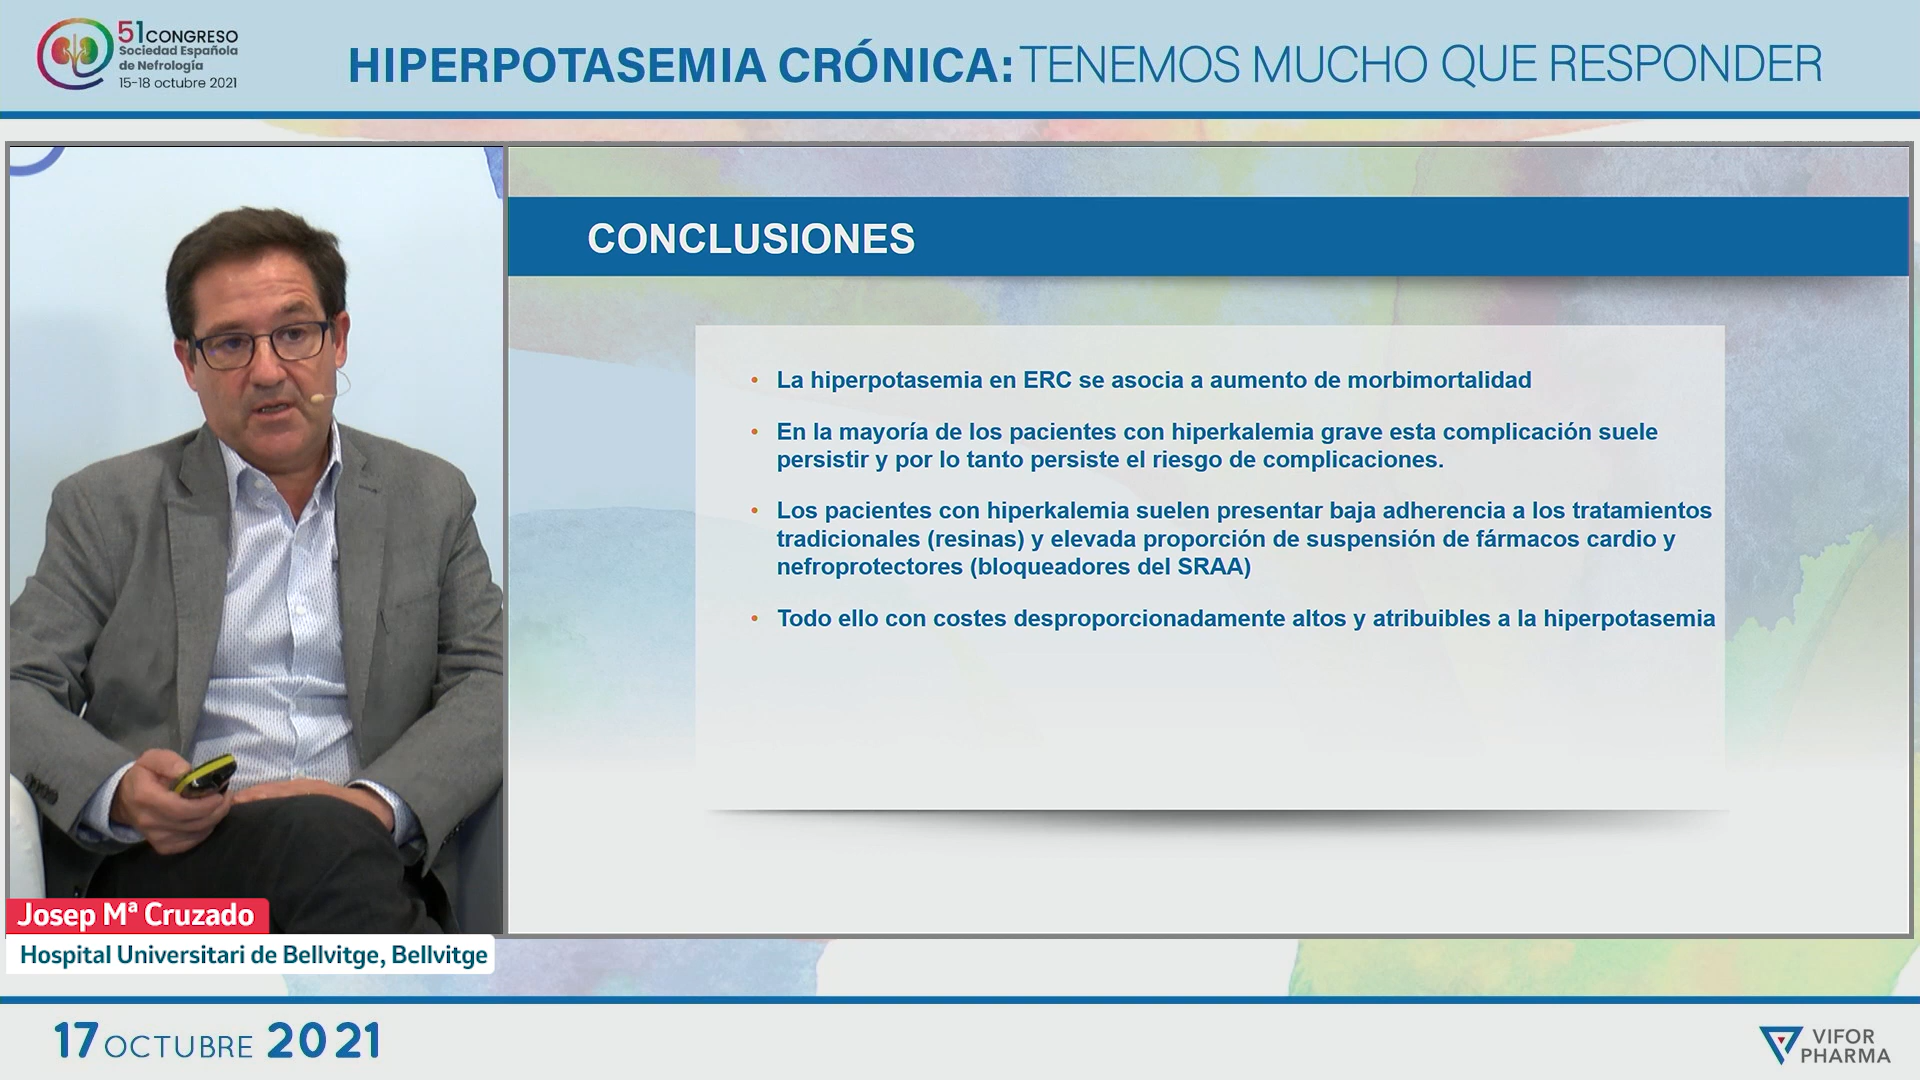 51 CONGRESO
Sociedad Española
de Nefrología
15-18 octubre 2021
HIPERPOTASEMIA CRÓNICA: TENEMOS MUCHO QUE RESPONDER
CONCLUSIONES
• La hiperpotasemia en ERC se asocia a aumento de morbimortalidad
• En la mayoría de los pacientes con hiperkalemia grave esta complicación suele
persistir y por lo tanto persiste el riesgo de complicaciones.
• Los pacientes con hiperkalemia suelen presentar baja adherencia a los tratamientos
tradicionales (resinas) y elevada proporción de suspensión de fármacos cardio y
nefroprotectores (bloqueadores del SRAA)
• Todo ello con costes desproporcionadamente altos y atribuibles a la hiperpotasemia
Josep Mª Cruzado
Hospital Universitari de Bellvitge, Bellvitge
17 OCTUBRE 2021
VIFOR
PHARMA